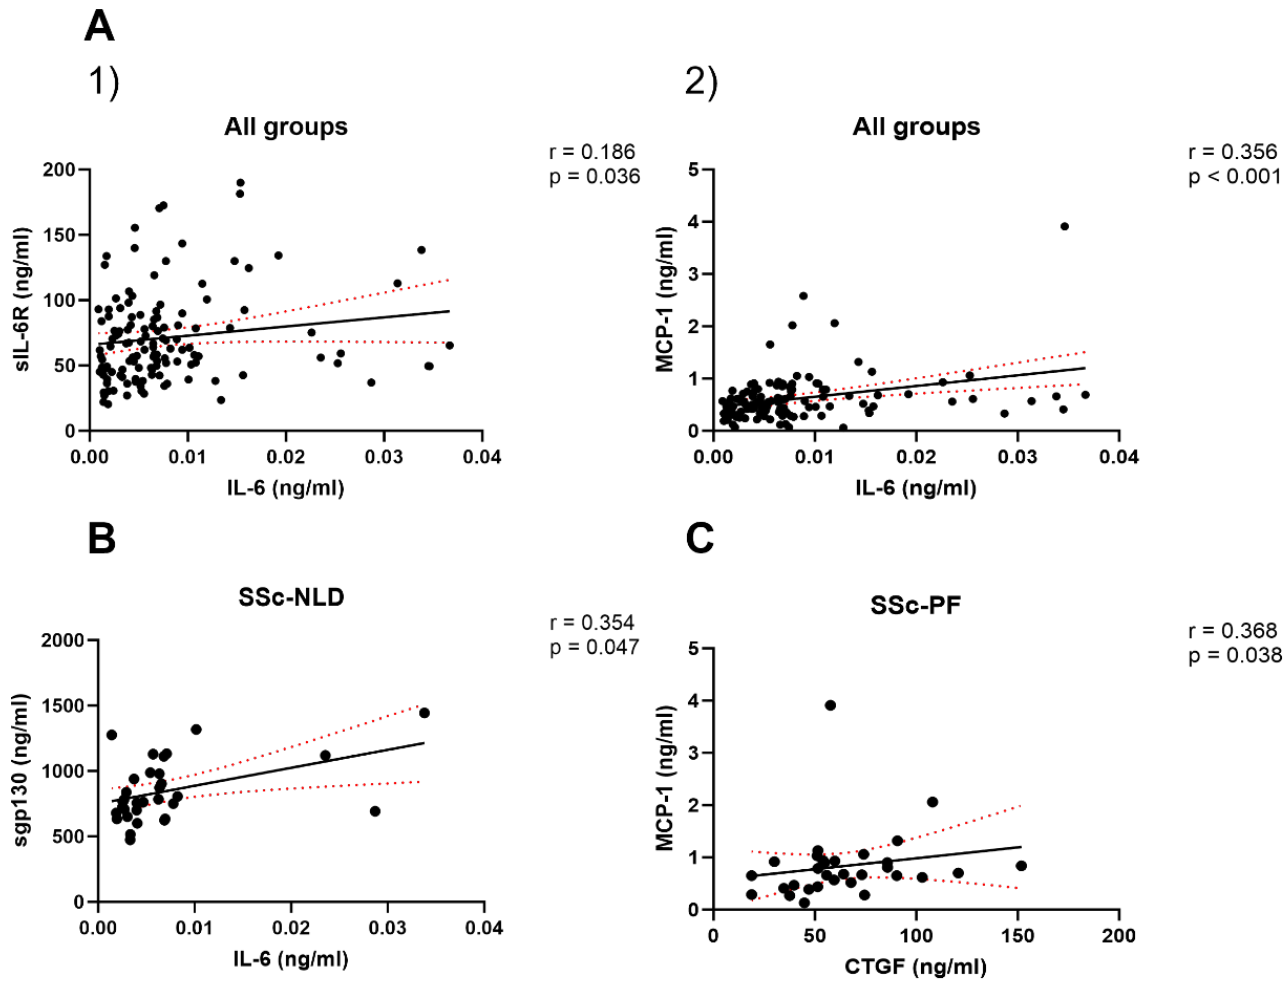 A
1)
All groups
r = 0.186
p = 0.036
200
150
100
50
0
sIL-6R (ng/ml)
0.00 0.01 0.02 0.03 0.04
IL-6 (ng/ml)
2)
All groups
r = 0.356
p < 0.001
5
4
3
2
1
0
MCP-1 (ng/ml)
0.00 0.01 0.02 0.03 0.04
IL-6 (ng/ml)
B
SSc-NLD
r = 0.354
p = 0.047
2000
1500
1000
500
0
sgp130 (ng/ml)
0.00 0.01 0.02 0.03 0.04
IL-6 (ng/ml)
C
SSc-PF
r = 0.368
p = 0.038
5
4
3
2
1
0
MCP-1 (ng/ml)
0 50 100 150 200
CTGF (ng/ml)